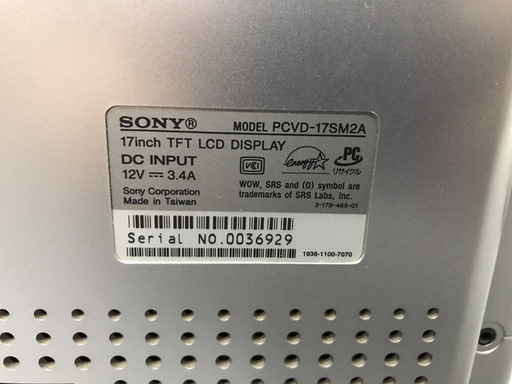 SONY® MODEL PCVD-17SM2A
17inch TFT LCD DISPLAY
DC INPUT
12V ⎓ 3.4A
Sony Corporation
Made in Taiwan
VCCI
energy
PC
リサイクル
WOW, SRS and (O) symbol are
trademarks of SRS Labs, Inc.
2-179-465-01
Serial NO.0036929
1936-1100-7070